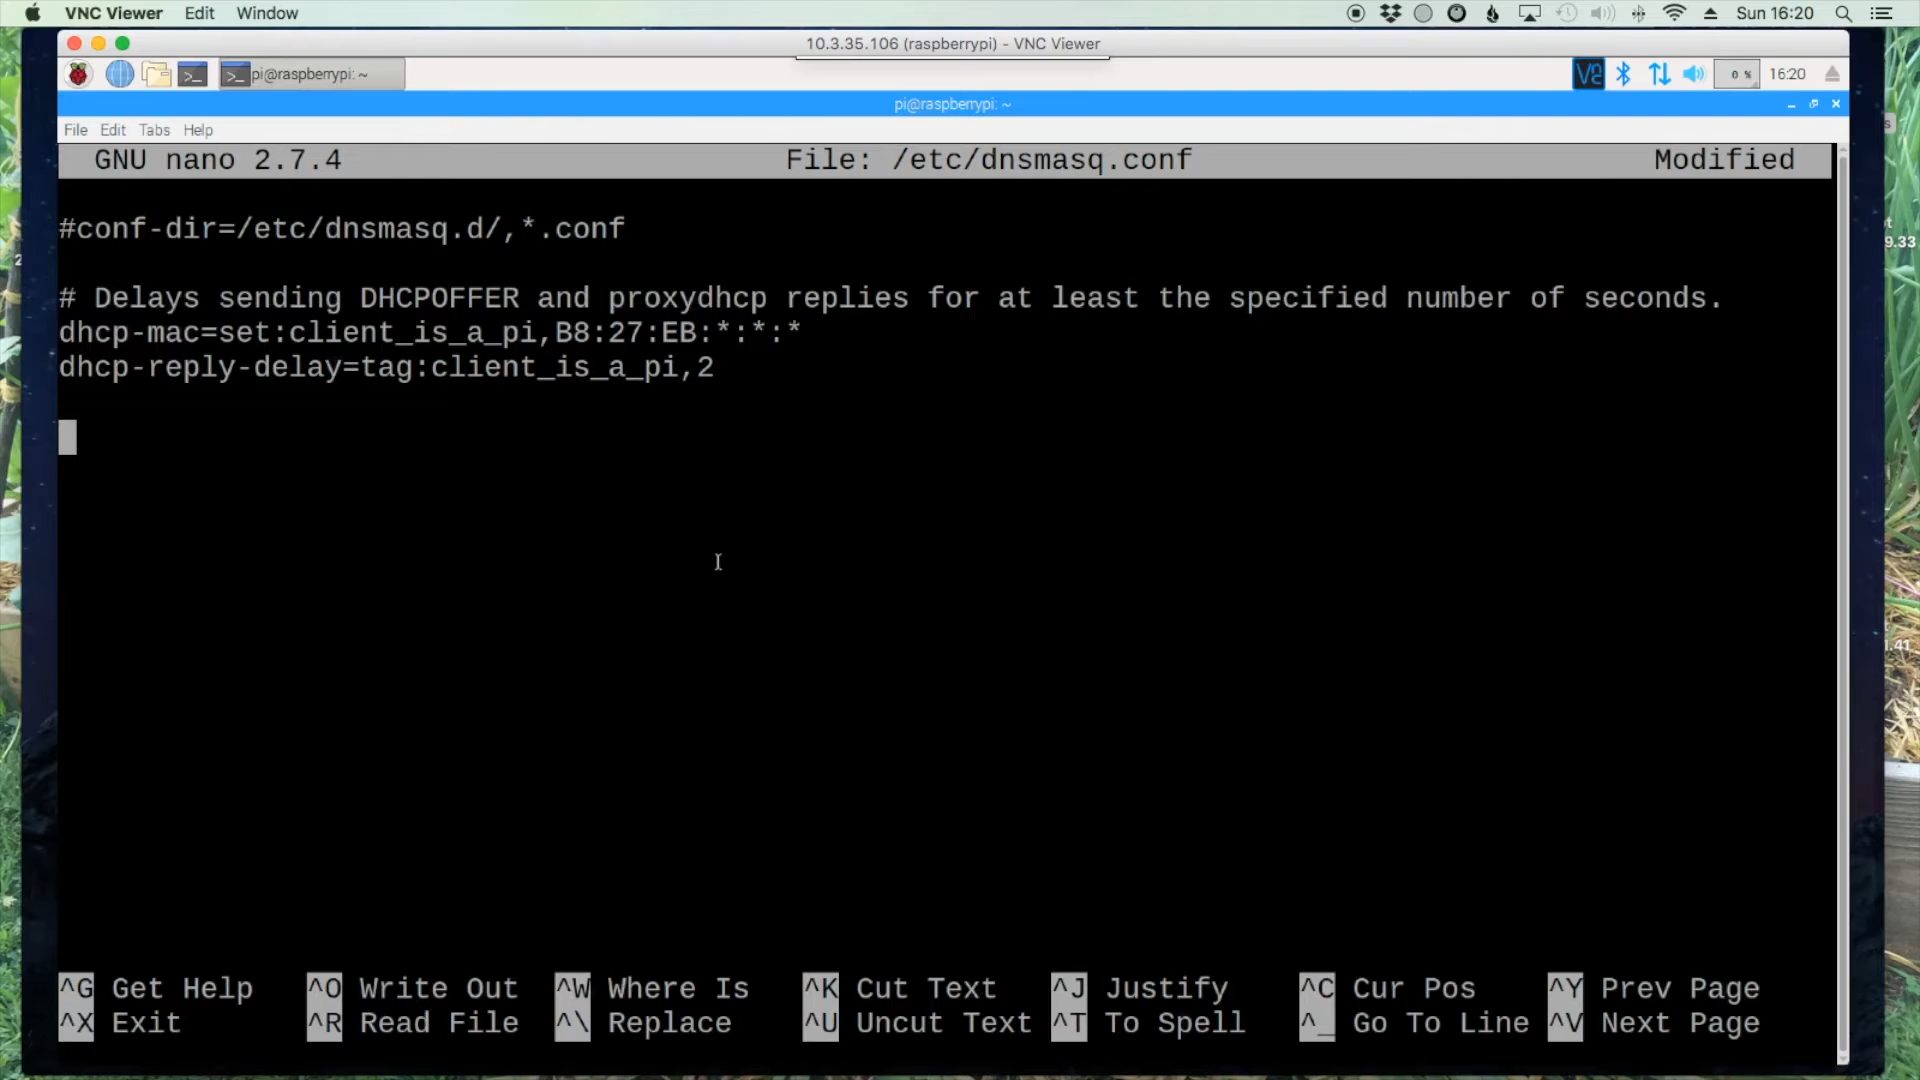 VNC Viewer Edit Window Sun 16:20
10.3.35.106 (raspberrypi) - VNC Viewer
pi@raspberrypi: ~ 0 % 16:20
pi@raspberrypi: ~
File Edit Tabs Help
GNU nano 2.7.4 File: /etc/dnsmasq.conf Modified
#conf-dir=/etc/dnsmasq.d/,*.conf
# Delays sending DHCPOFFER and proxydhcp replies for at least the specified number of seconds.
dhcp-mac=set:client_is_a_pi,B8:27:EB:*:*:*
dhcp-reply-delay=tag:client_is_a_pi,2
^G Get Help ^O Write Out ^W Where Is ^K Cut Text ^J Justify ^C Cur Pos ^Y Prev Page
^X Exit ^R Read File ^\ Replace ^U Uncut Text ^T To Spell ^_ Go To Line ^V Next Page